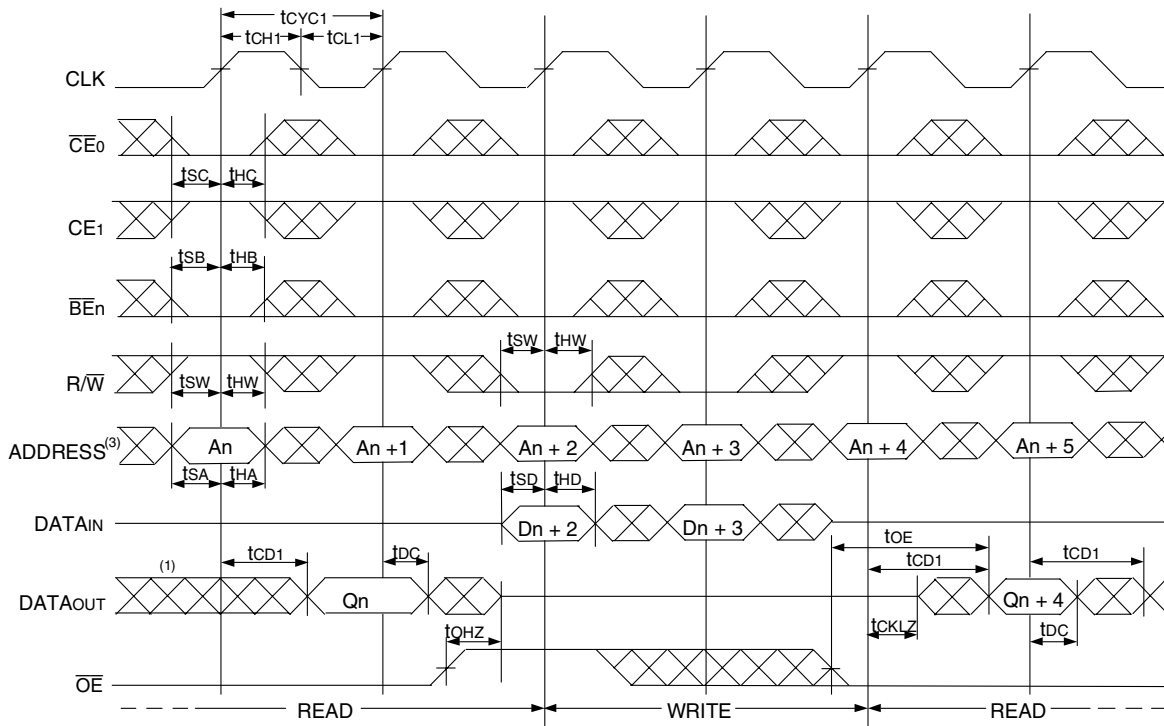 tCYC1
tCH1 tCL1
CLK
CE0
tSC tHC
CE1
tSB tHB
BEn
tSW tHW
R/W
tSW tHW
ADDRESS(3) An An + 1 An + 2 An + 3 An + 4 An + 5
tSA tHA
tSD tHD
DATAIN Dn + 2 Dn + 3
tOE
tCD1 tDC tCD1 tCD1
(1)
DATAOUT Qn Qn + 4
tOHZ tCKLZ tDC
OE
READ WRITE READ